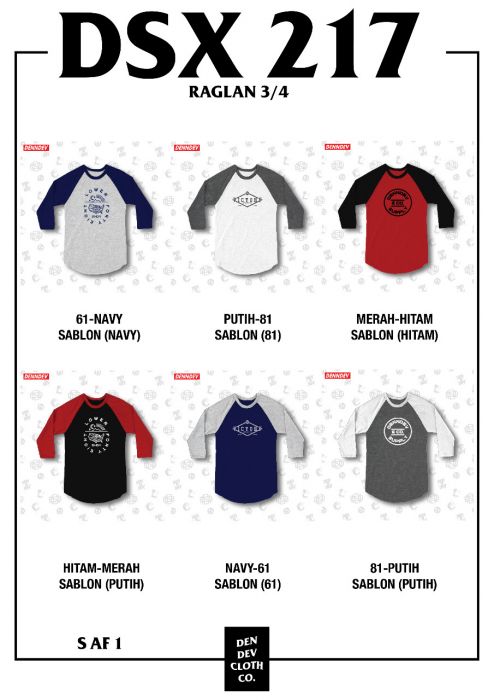 DSX 217
RAGLAN 3/4
DENNDEV
DENNDEV
DENNDEV
61-NAVY
SABLON (NAVY)
PUTIH-81
SABLON (81)
MERAH-HITAM
SABLON (HITAM)
DENNDEV
DENNDEV
DENNDEV
HITAM-MERAH
SABLON (PUTIH)
NAVY-61
SABLON (61)
81-PUTIH
SABLON (PUTIH)
S AF 1
DEN
DEV
CLOTH
CO.